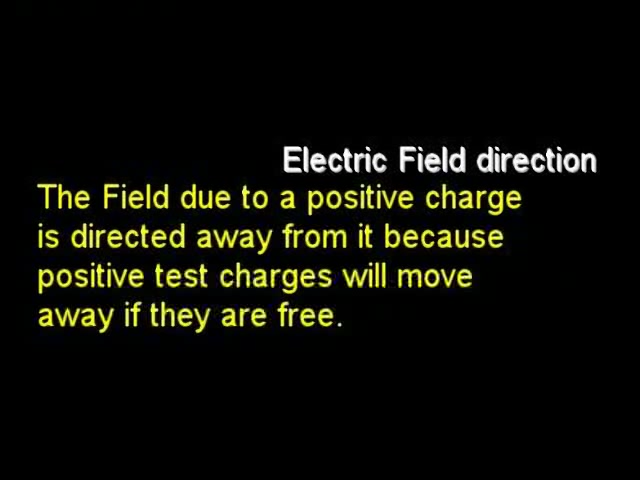 Electric Field direction
The Field due to a positive charge
is directed away from it because
positive test charges will move
away if they are free.